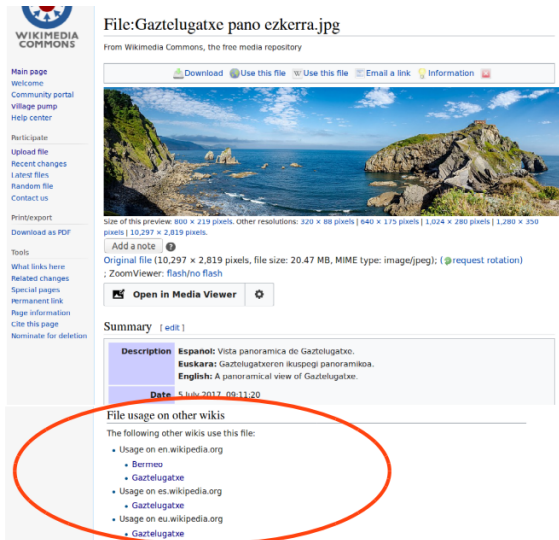 WIKIMEDIA
COMMONS
Main page
Welcome
Community portal
Village pump
Help center
Participate
Upload file
Recent changes
Latest files
Random file
Contact us
Print/export
Download as PDF
Tools
What links here
Related changes
Special pages
Permanent link
Page information
Cite this page
Nominate for deletion
File:Gaztelugatxe pano ezkerra.jpg
From Wikimedia Commons, the free media repository
Download Use this file W Use this file Email a link Information
Size of this preview: 800 × 219 pixels. Other resolutions: 320 × 88 pixels | 640 × 175 pixels | 1,024 × 280 pixels | 1,280 × 350
pixels | 10,297 × 2,819 pixels.
Add a note ?
Original file (10,297 × 2,819 pixels, file size: 20.47 MB, MIME type: image/jpeg); (request rotation)
; ZoomViewer: flash/no flash
Open in Media Viewer
Summary [ edit ]
Description Español: Vista panoramica de Gaztelugatxe.
Euskara: Gaztelugatxeren ikuspegi panoramikoa.
English: A panoramical view of Gaztelugatxe.
Date 5 July 2017, 09:11:20
File usage on other wikis
The following other wikis use this file:
• Usage on en.wikipedia.org
• Bermeo
• Gaztelugatxe
• Usage on es.wikipedia.org
• Gaztelugatxe
• Usage on eu.wikipedia.org
• Gaztelugatxe